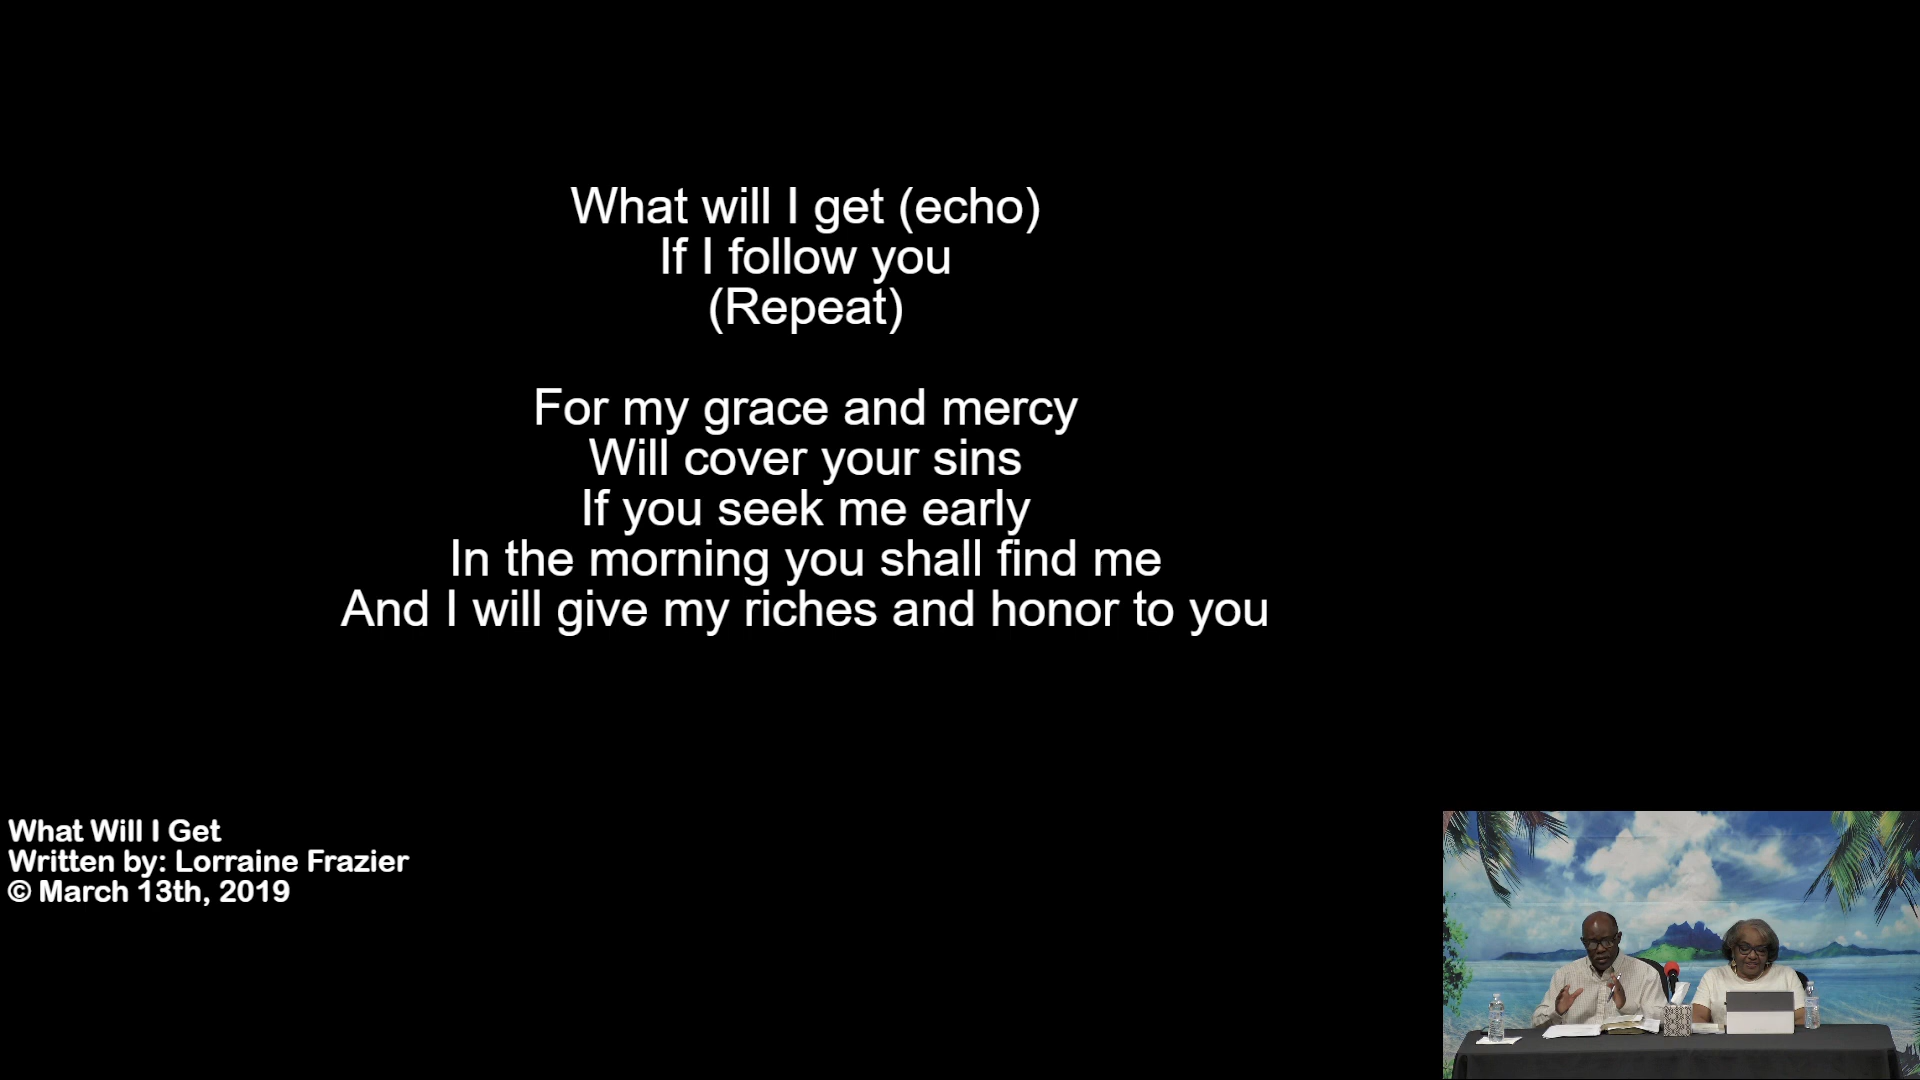 What will I get (echo)
If I follow you
(Repeat)
For my grace and mercy
Will cover your sins
If you seek me early
In the morning you shall find me
And I will give my riches and honor to you
What Will I Get
Written by: Lorraine Frazier
© March 13th, 2019